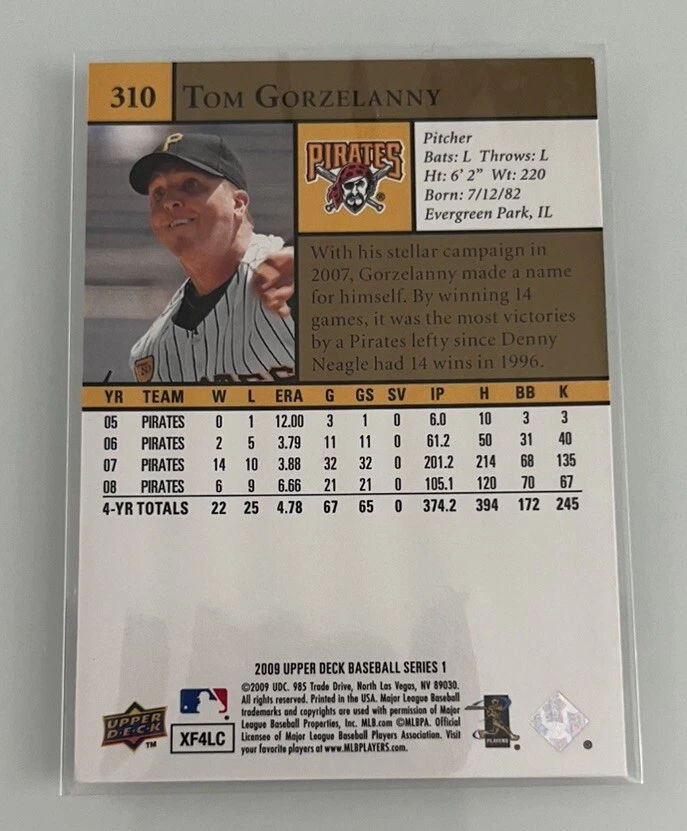 310 TOM GORZELANNY
P
PIRATES
®
Pitcher
Bats: L Throws: L
Ht: 6' 2" Wt: 220
Born: 7/12/82
Evergreen Park, IL
With his stellar campaign in
2007, Gorzelanny made a name
for himself. By winning 14
games, it was the most victories
by a Pirates lefty since Denny
Neagle had 14 wins in 1996.
YR TEAM W L ERA G GS SV IP H BB K
05 PIRATES 0 1 12.00 3 1 0 6.0 10 3 3
06 PIRATES 2 5 3.79 11 11 0 61.2 50 31 40
07 PIRATES 14 10 3.88 32 32 0 201.2 214 68 135
08 PIRATES 6 9 6.66 21 21 0 105.1 120 70 67
4-YR TOTALS 22 25 4.78 67 65 0 374.2 394 172 245
2009 UPPER DECK BASEBALL SERIES 1
©2009 UDC. 985 Trade Drive, North Las Vegas, NV 89030.
All rights reserved. Printed in the USA. Major League Baseball
trademarks and copyrights are used with permission of Major
League Baseball Properties, Inc. MLB.com ©MLBPA. Official
Licensee of Major League Baseball Players Association. Visit
your favorite players at www.MLBPLAYERS.com.
UPPER
D•E•C•K
™
XF4LC
PLAYERS